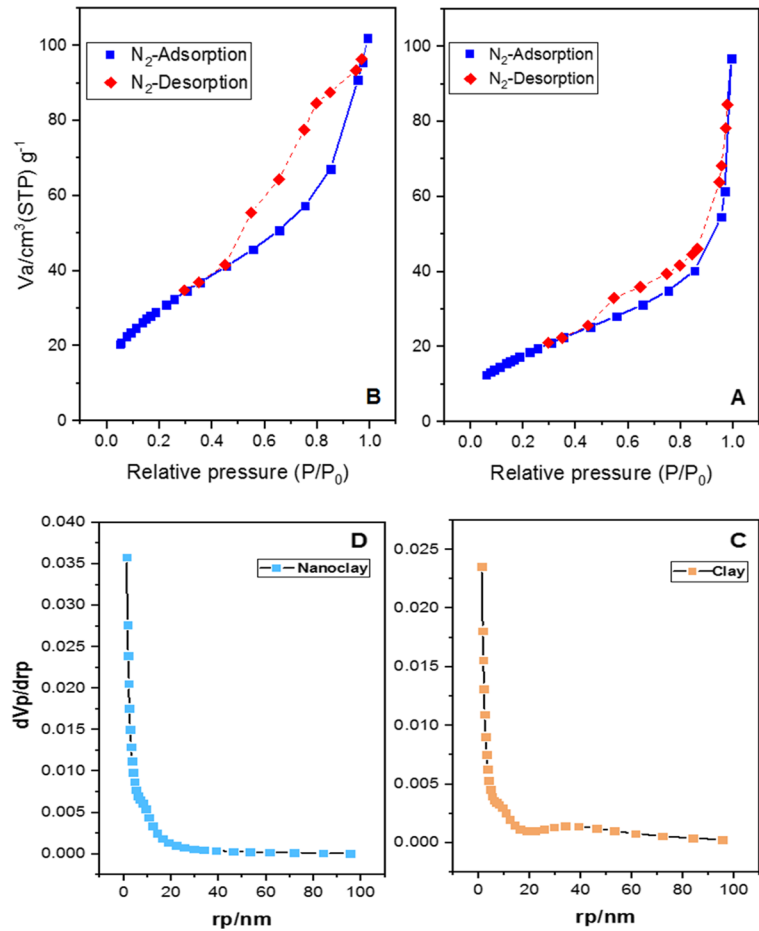 N₂-Adsorption
N₂-Desorption
Va/cm³(STP) g⁻¹
100
80
60
40
20
0
B
0.0 0.2 0.4 0.6 0.8 1.0
Relative pressure (P/P₀)
N₂-Adsorption
N₂-Desorption
100
80
60
40
20
0
A
0.0 0.2 0.4 0.6 0.8 1.0
Relative pressure (P/P₀)
D
Nanoclay
dVp/drp
0.040
0.035
0.030
0.025
0.020
0.015
0.010
0.005
0.000
0 20 40 60 80 100
rp/nm
C
Clay
0.025
0.020
0.015
0.010
0.005
0.000
0 20 40 60 80 100
rp/nm